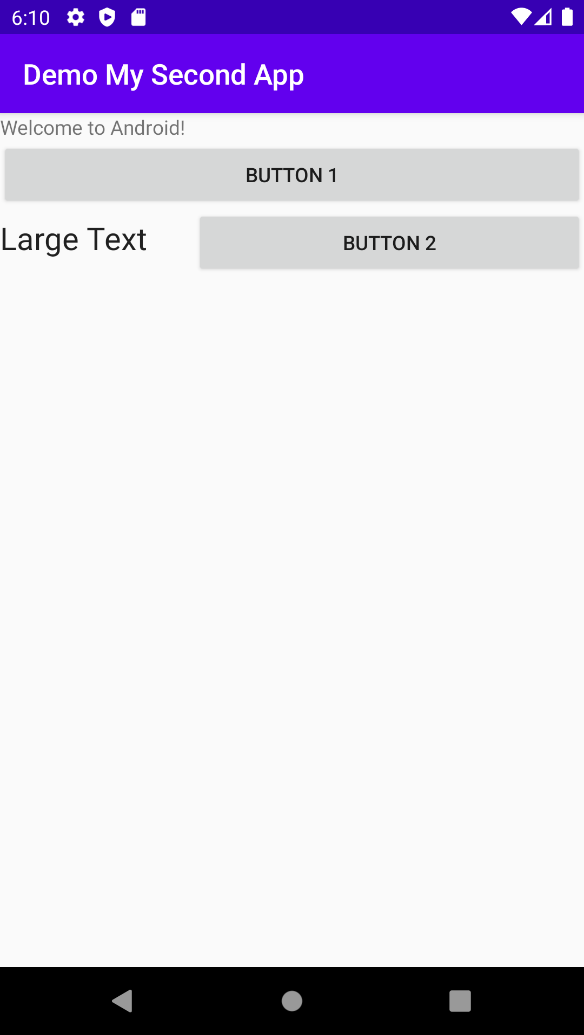 6:10
Demo My Second App
Welcome to Android!
BUTTON 1
Large Text BUTTON 2